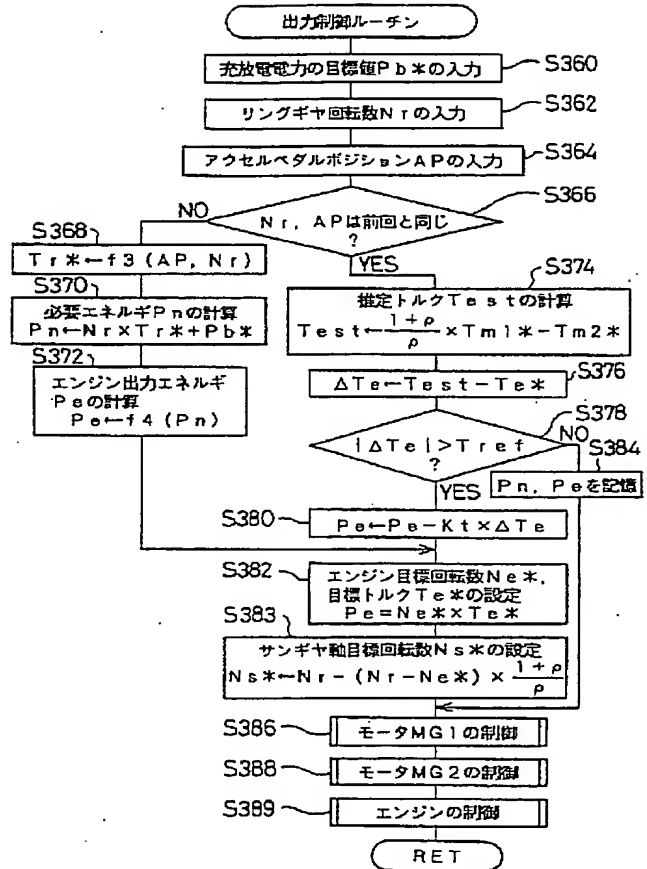 出力制御ルーチン
充放電電力の目標値Pb*の入力
S360
リングギヤ回転数Nrの入力
S362
アクセルペダルポジションAPの入力
S364
S366
Nr, APは前回と同じ
?
NO
YES
S368
Tr*←f3 (AP, Nr)
S370
必要エネルギPnの計算
Pn←Nr×Tr*+Pb*
S372
エンジン出力エネルギ
Peの計算
Pe←f4 (Pn)
S374
推定トルクTestの計算
Test←(1+ρ)/ρ×Tm1*−Tm2*
S376
ΔTe←Test−Te*
S378
|ΔTe|>Tref
?
NO
YES
S384
Pn, Peを記憶
S380
Pe←Pe−Kt×ΔTe
S382
エンジン目標回転数Ne*,
目標トルクTe*の設定
Pe=Ne*×Te*
S383
サンギヤ軸目標回転数Ns*の設定
Ns*←Nr−(Nr−Ne*)×(1+ρ)/ρ
S386
モータMG1の制御
S388
モータMG2の制御
S389
エンジンの制御
RET